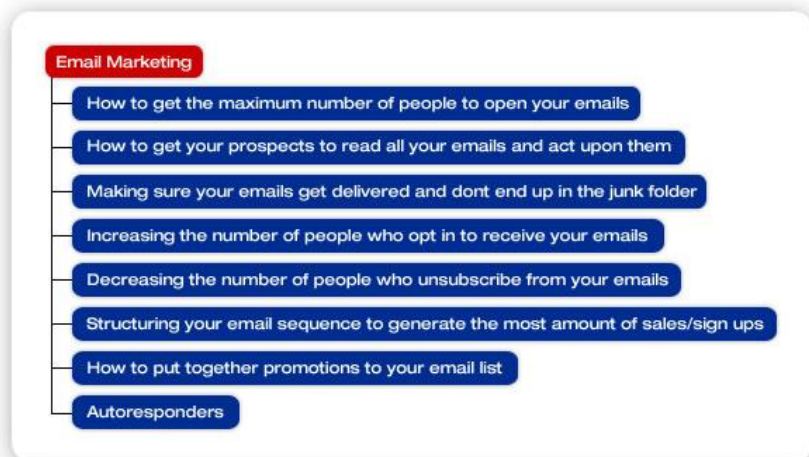 Email Marketing
How to get the maximum number of people to open your emails
How to get your prospects to read all your emails and act upon them
Making sure your emails get delivered and dont end up in the junk folder
Increasing the number of people who opt in to receive your emails
Decreasing the number of people who unsubscribe from your emails
Structuring your email sequence to generate the most amount of sales/sign ups
How to put together promotions to your email list
Autoresponders